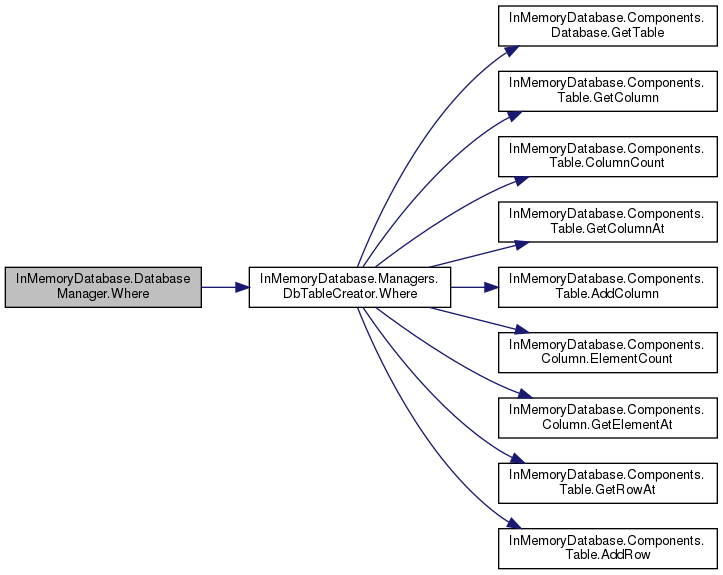 InMemoryDatabase.Components.
Database.GetTable
InMemoryDatabase.Components.
Table.GetColumn
InMemoryDatabase.Components.
Table.ColumnCount
InMemoryDatabase.Components.
Table.GetColumnAt
InMemoryDatabase.Database
Manager.Where
InMemoryDatabase.Managers.
DbTableCreator.Where
InMemoryDatabase.Components.
Table.AddColumn
InMemoryDatabase.Components.
Column.ElementCount
InMemoryDatabase.Components.
Column.GetElementAt
InMemoryDatabase.Components.
Table.GetRowAt
InMemoryDatabase.Components.
Table.AddRow